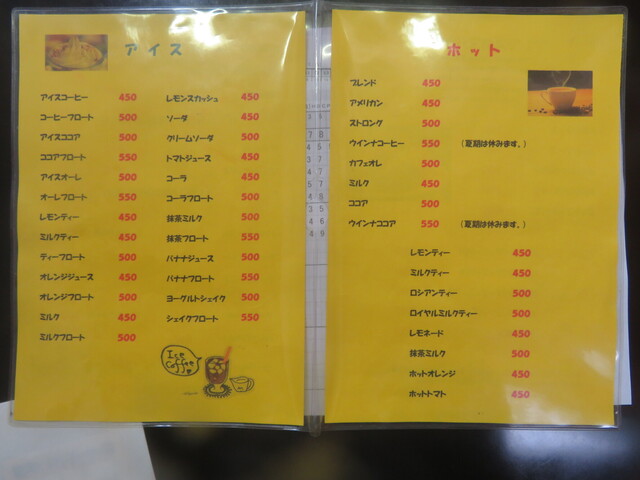 アイス
アイスコーヒー 450
コーヒーフロート 500
アイスココア 500
ココアフロート 550
アイスオーレ 500
オーレフロート 550
レモンティー 450
ミルクティー 450
ティーフロート 500
オレンジジュース 450
オレンジフロート 500
ミルク 450
ミルクフロート 500
レモンスカッシュ 450
ソーダ 450
クリームソーダ 500
トマトジュース 450
コーラ 450
コーラフロート 500
抹茶ミルク 500
抹茶フロート 550
バナナジュース 500
バナナフロート 550
ヨーグルトシェイク 500
シェイクフロート 550
Ice
Coffee
ホット
ブレンド 450
アメリカン 450
ストロング 500
ウインナコーヒー 550 (夏期は休みます。)
カフェオレ 500
ミルク 450
ココア 500
ウインナココア 550 (夏期は休みます。)
レモンティー 450
ミルクティー 450
ロシアンティー 500
ロイヤルミルクティー 500
レモネード 450
抹茶ミルク 500
ホットオレンジ 450
ホットトマト 450